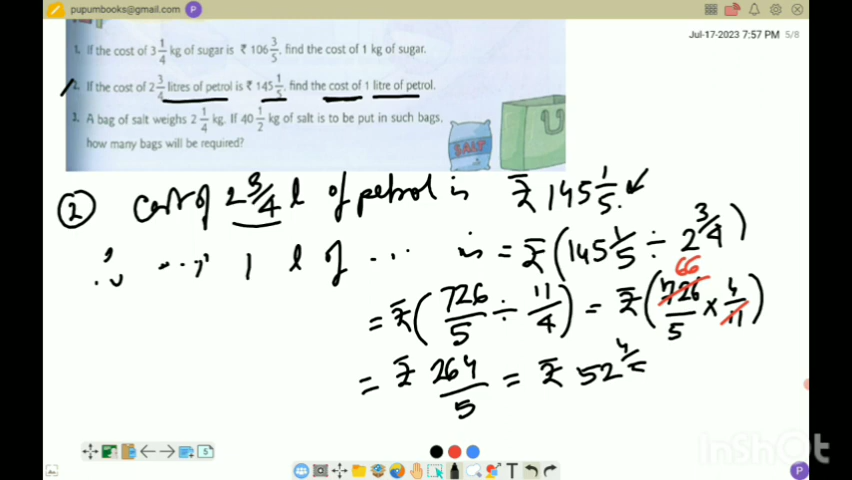 pupumbooks@gmail.com P
Jul-17-2023 7:57 PM 5/8
1. If the cost of 3 1/4 kg of sugar is ₹ 106 3/5, find the cost of 1 kg of sugar.
2. If the cost of 2 3/4 litres of petrol is ₹ 145 1/5, find the cost of 1 litre of petrol.
3. A bag of salt weighs 2 1/4 kg. If 40 1/2 kg of salt is to be put in such bags,
how many bags will be required?
SALT
② Cost of 2 3/4 l of petrol is ₹ 145 1/5.
∴ ..,, 1 l of ... is = ₹ (145 1/5 ÷ 2 3/4)
= ₹ (726/5 ÷ 11/4) = ₹ (726/5 × 4/11)
66
= ₹ 264/5 = ₹ 52 4/5
InShot
5
T
P